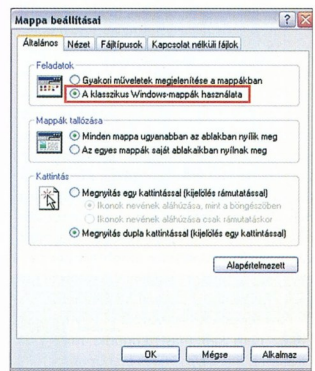 Mappa beállításai
Általános Nézet Fájltípusok Kapcsolat nélküli fájlok
Feladatok
Gyakori műveletek megjelenítése a mappákban
A klasszikus Windows-mappák használata
Mappák tallózása
Minden mappa ugyanabban az ablakban nyílik meg
Az egyes mappák saját ablakaikban nyílnak meg
Kattintás
Megnyitás egy kattintással (kijelölés rámutatással)
Ikonok nevének aláhúzása, mint a böngészőben
Ikonok nevének aláhúzása csak rámutatáskor
Megnyitás dupla kattintással (kijelölés egy kattintással)
Alapértelmezett
OK Mégse Alkalmaz